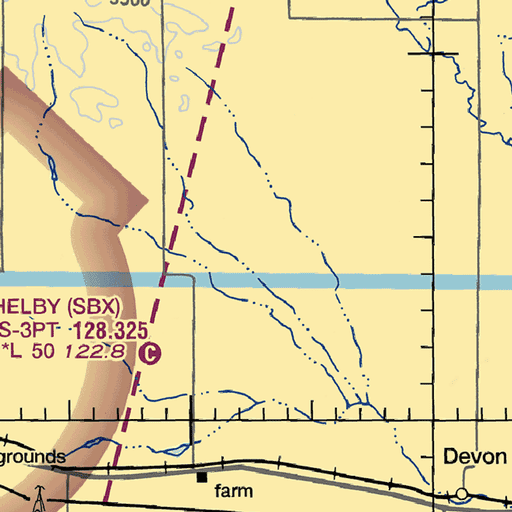 HELBY (SBX)
S-3PT 128.325
*L 50 122.8 C
grounds
Devon
farm